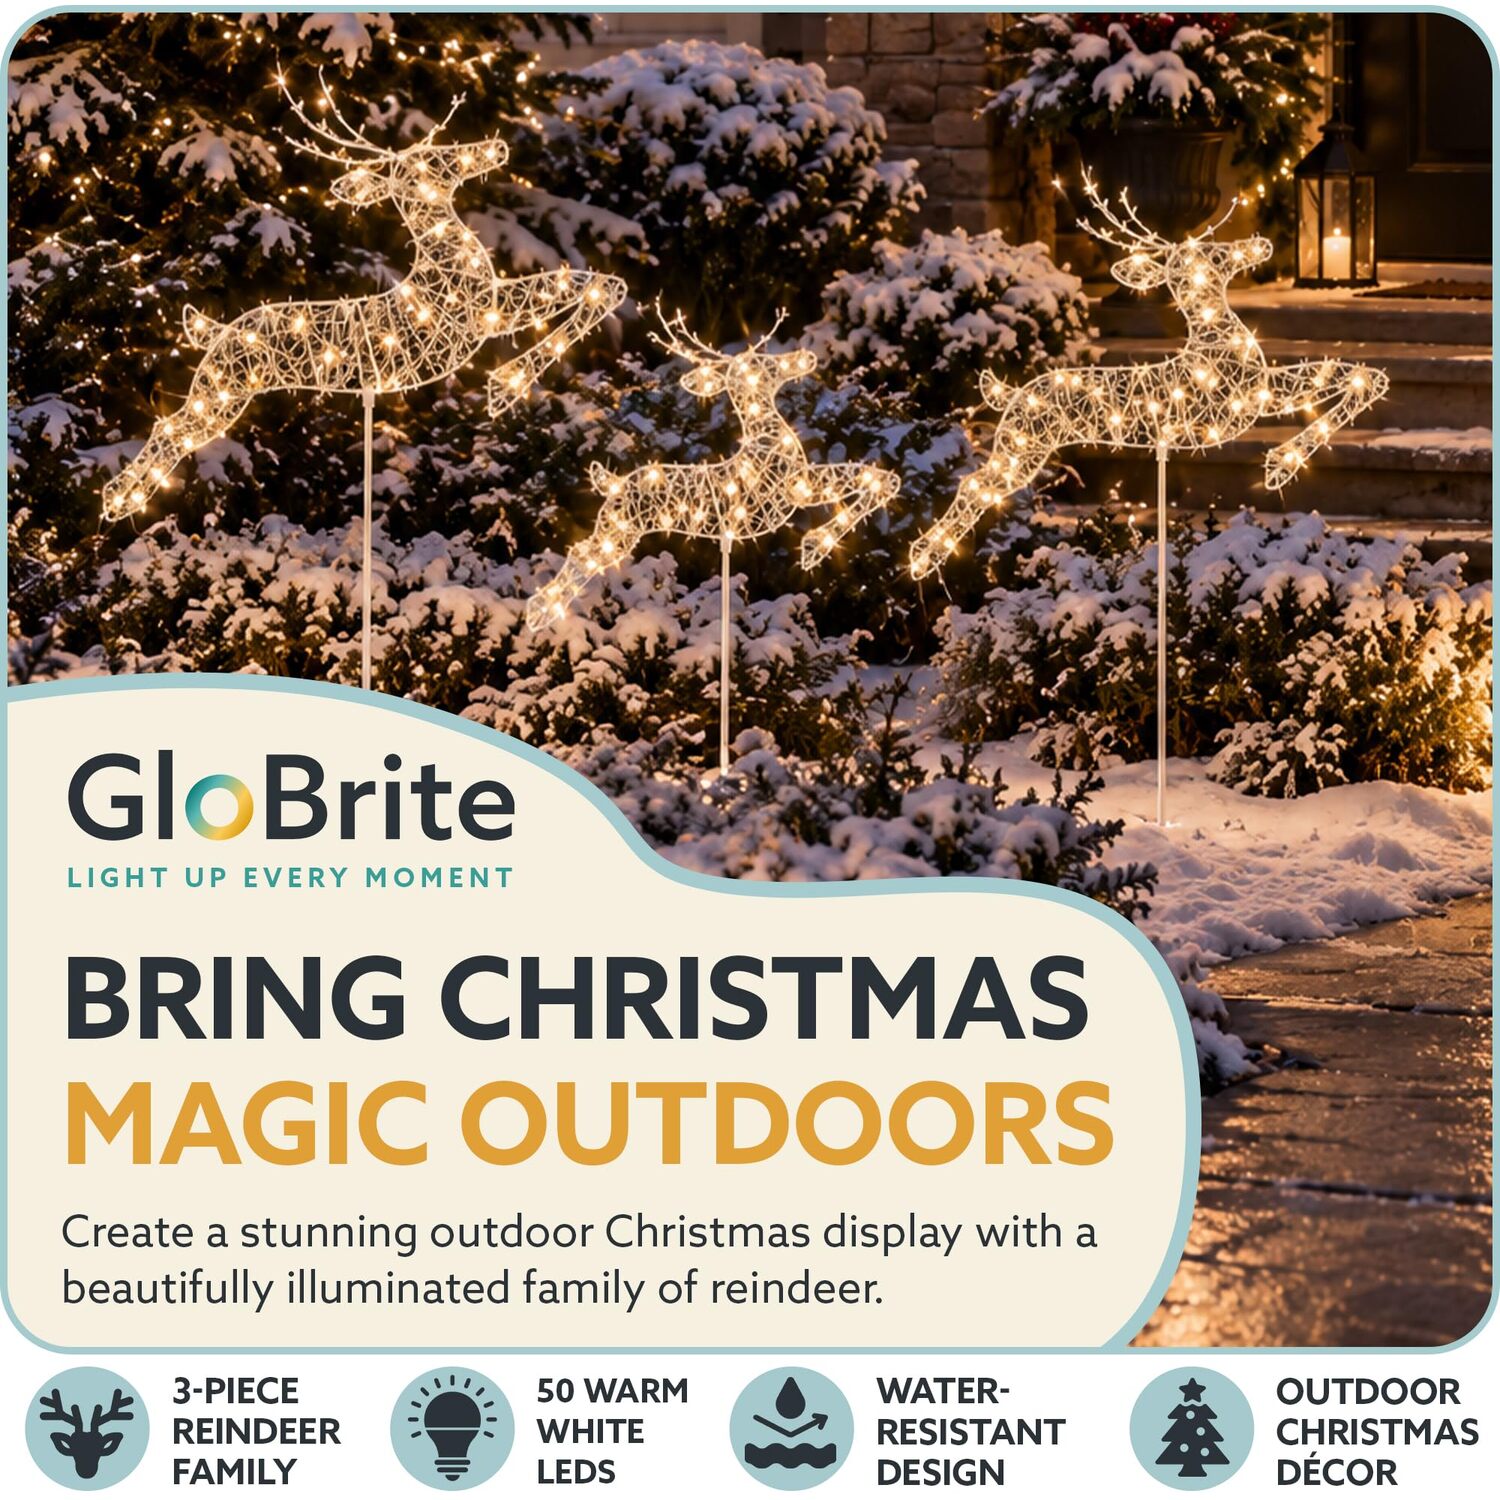 GloBrite
LIGHT UP EVERY MOMENT
BRING CHRISTMAS
MAGIC OUTDOORS
Create a stunning outdoor Christmas display with a
beautifully illuminated family of reindeer.
3-PIECE
REINDEER
FAMILY
50 WARM
WHITE
LEDS
WATER-
RESISTANT
DESIGN
OUTDOOR
CHRISTMAS
DÉCOR